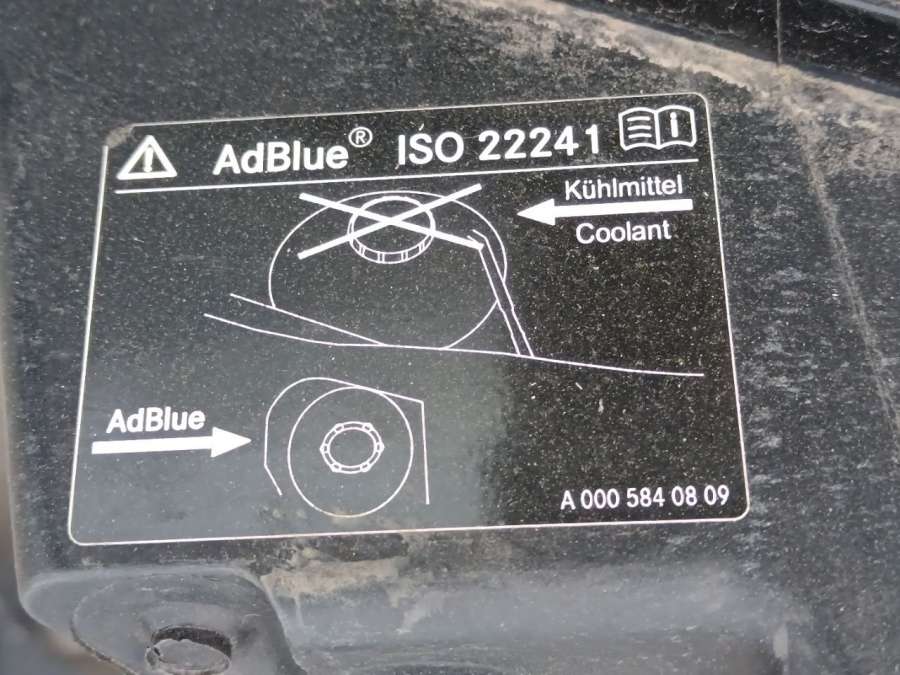 AdBlue® ISO 22241
Kühlmittel
Coolant
AdBlue
A 000 584 08 09